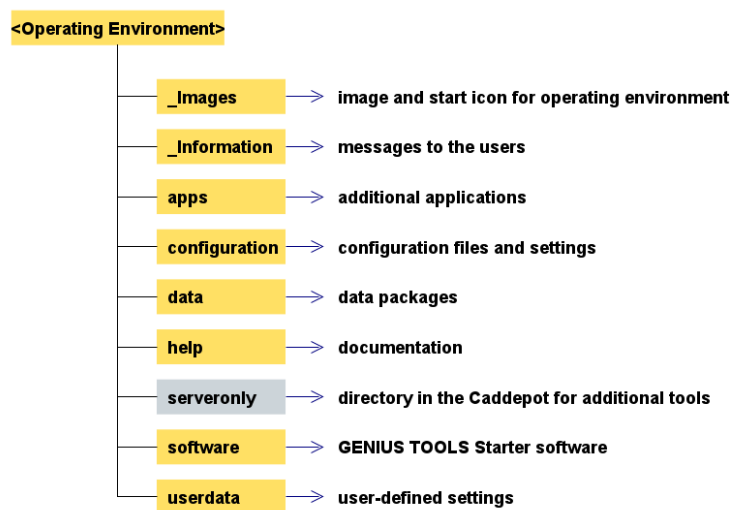 <Operating Environment>
_Images image and start icon for operating environment
_Information messages to the users
apps additional applications
configuration configuration files and settings
data data packages
help documentation
serveronly directory in the Caddepot for additional tools
software GENIUS TOOLS Starter software
userdata user-defined settings